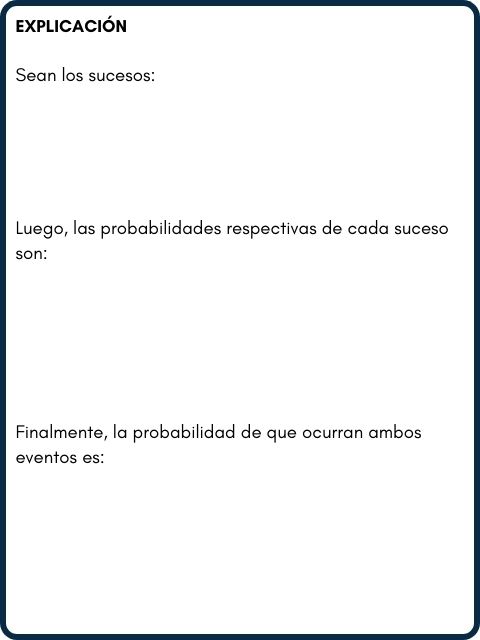 EXPLICACIÓN
Sean los sucesos:
Luego, las probabilidades respectivas de cada suceso
son:
Finalmente, la probabilidad de que ocurran ambos
eventos es: